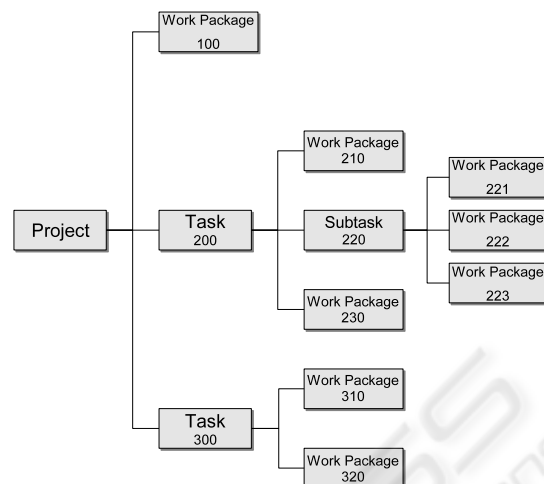 Work Package
100
Work Package
210
Work Package
221
Project
Task
200
Subtask
220
Work Package
222
Work Package
223
Work Package
230
Work Package
310
Task
300
Work Package
320